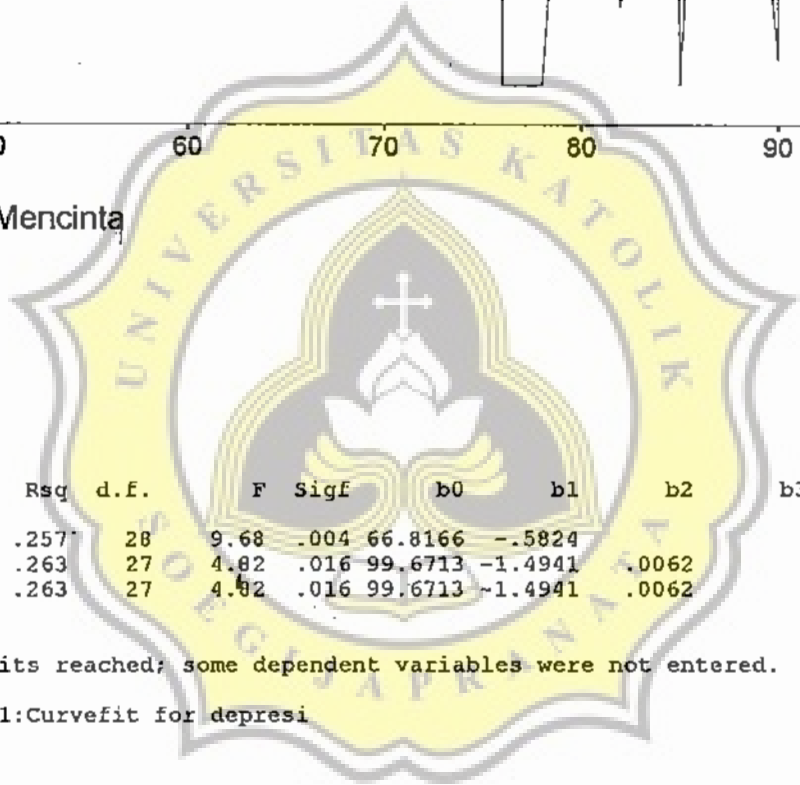 0 60 70 80 90
Mencinta
UNIVERSITAS KATOLIK
SOEGIJAPRANATA
Rsq d.f. F Sigf b0 b1 b2 b3
.257 28 9.68 .004 66.8166 -.5824
.263 27 4.82 .016 99.6713 -1.4941 .0062
.263 27 4.82 .016 99.6713 -1.4941 .0062
its reached; some dependent variables were not entered.
1:Curvefit for depresi